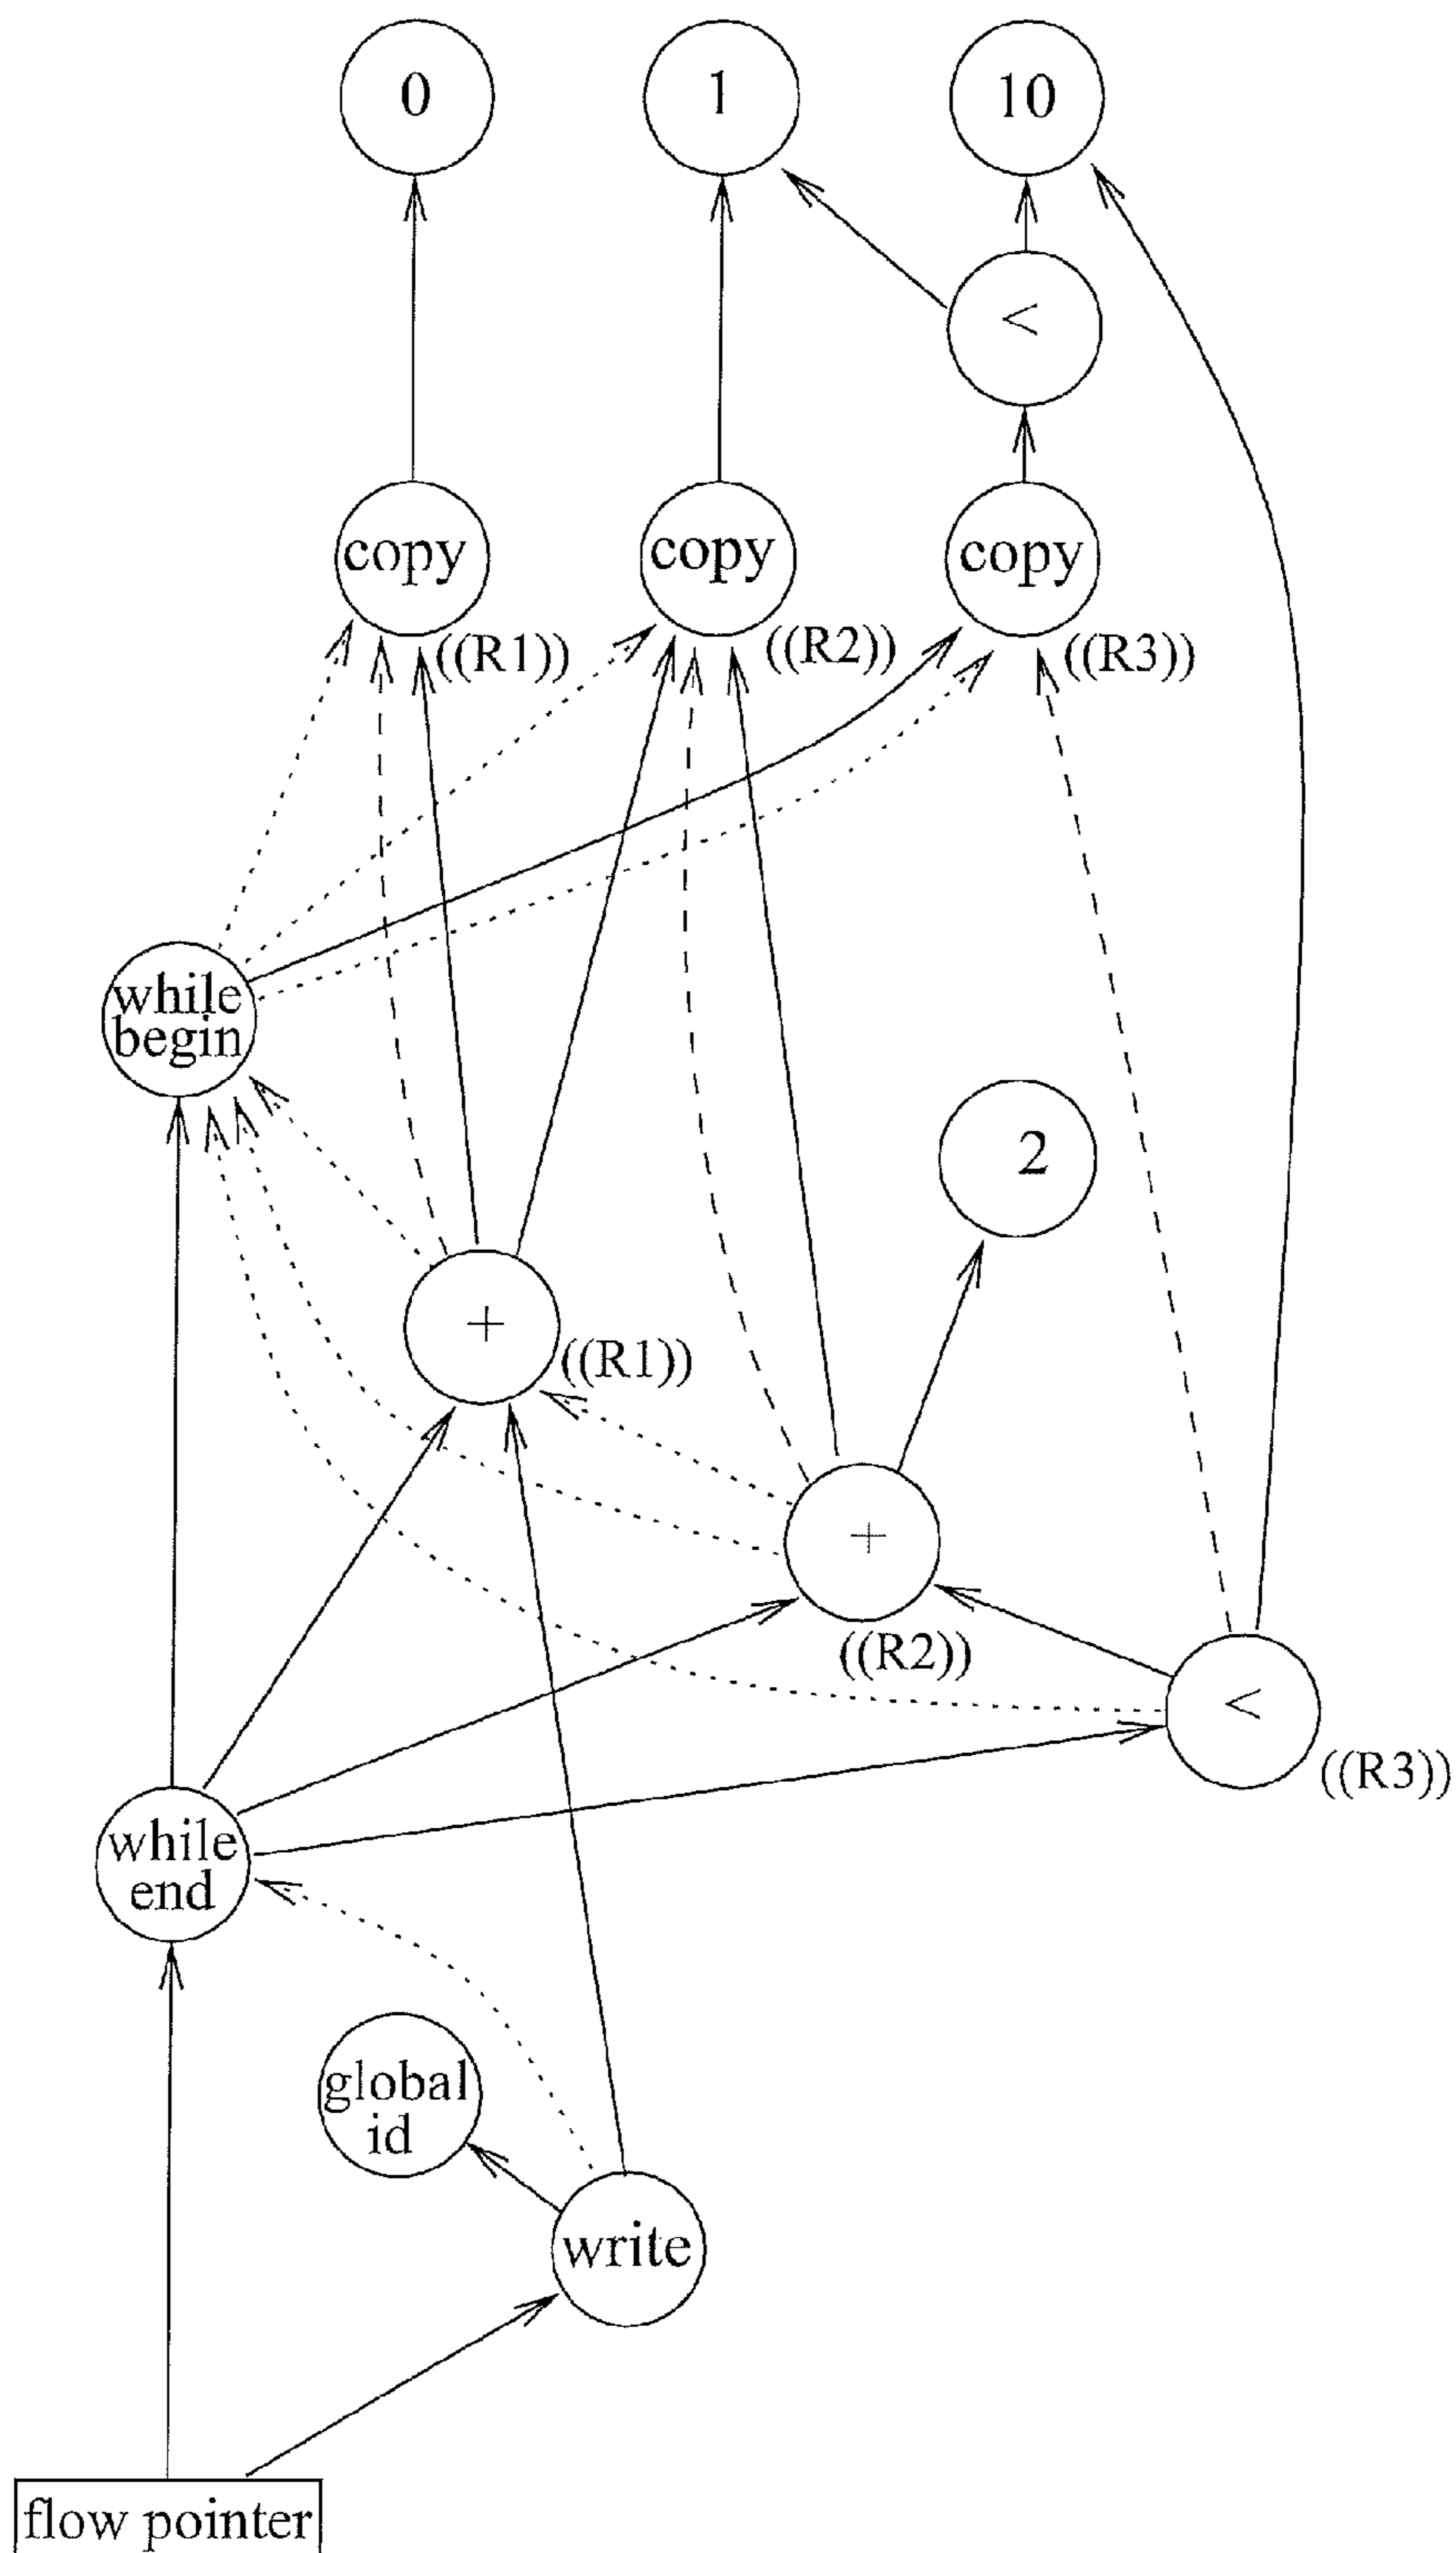 0
1
10
<
copy
copy
copy
((R1))
((R2))
((R3))
while
begin
2
+
((R1))
+
((R2))
<
((R3))
while
end
global
id
write
flow pointer